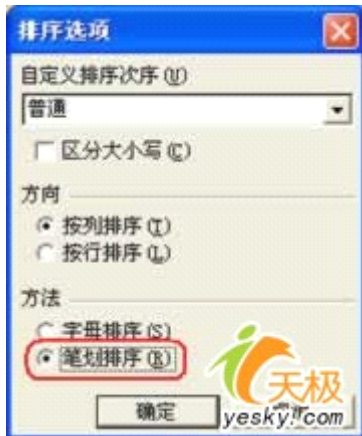 排序选项
自定义排序次序(U)
普通
区分大小写(C)
方向
按列排序(T)
按行排序(L)
方法
字母排序(S)
笔划排序(R)
确定
天极
yesky.com